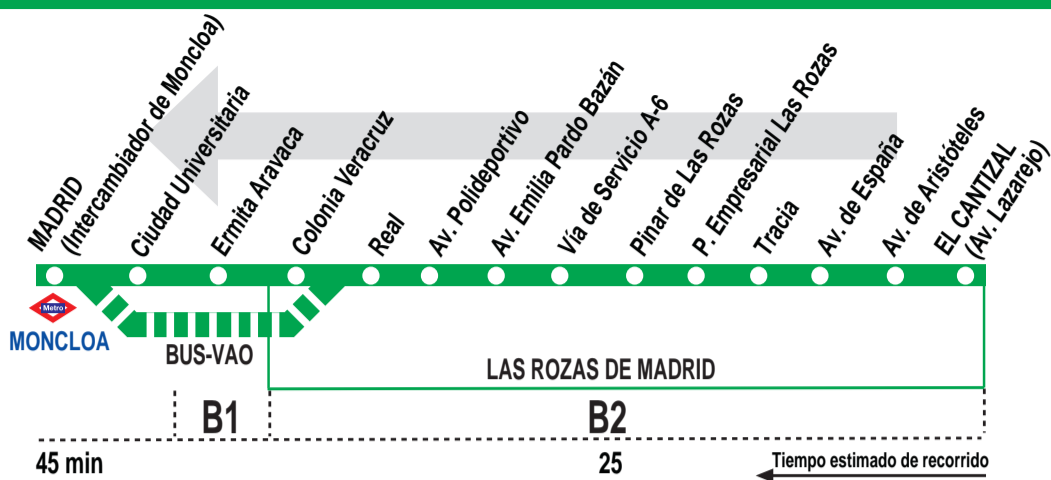 MADRID
(Intercambiador de Moncloa)
Ciudad Universitaria
Ermita Aravaca
Colonia Veracruz
Real
Av. Polideportivo
Av. Emilia Pardo Bazán
Vía de Servicio A-6
Pinar de Las Rozas
P. Empresarial Las Rozas
Tracia
Av. de España
Av. de Aristóteles
EL CANTIZAL
(Av. Lazarejo)
Metro
MONCLOA
BUS-VAO
LAS ROZAS DE MADRID
B1
B2
45 min
25
Tiempo estimado de recorrido